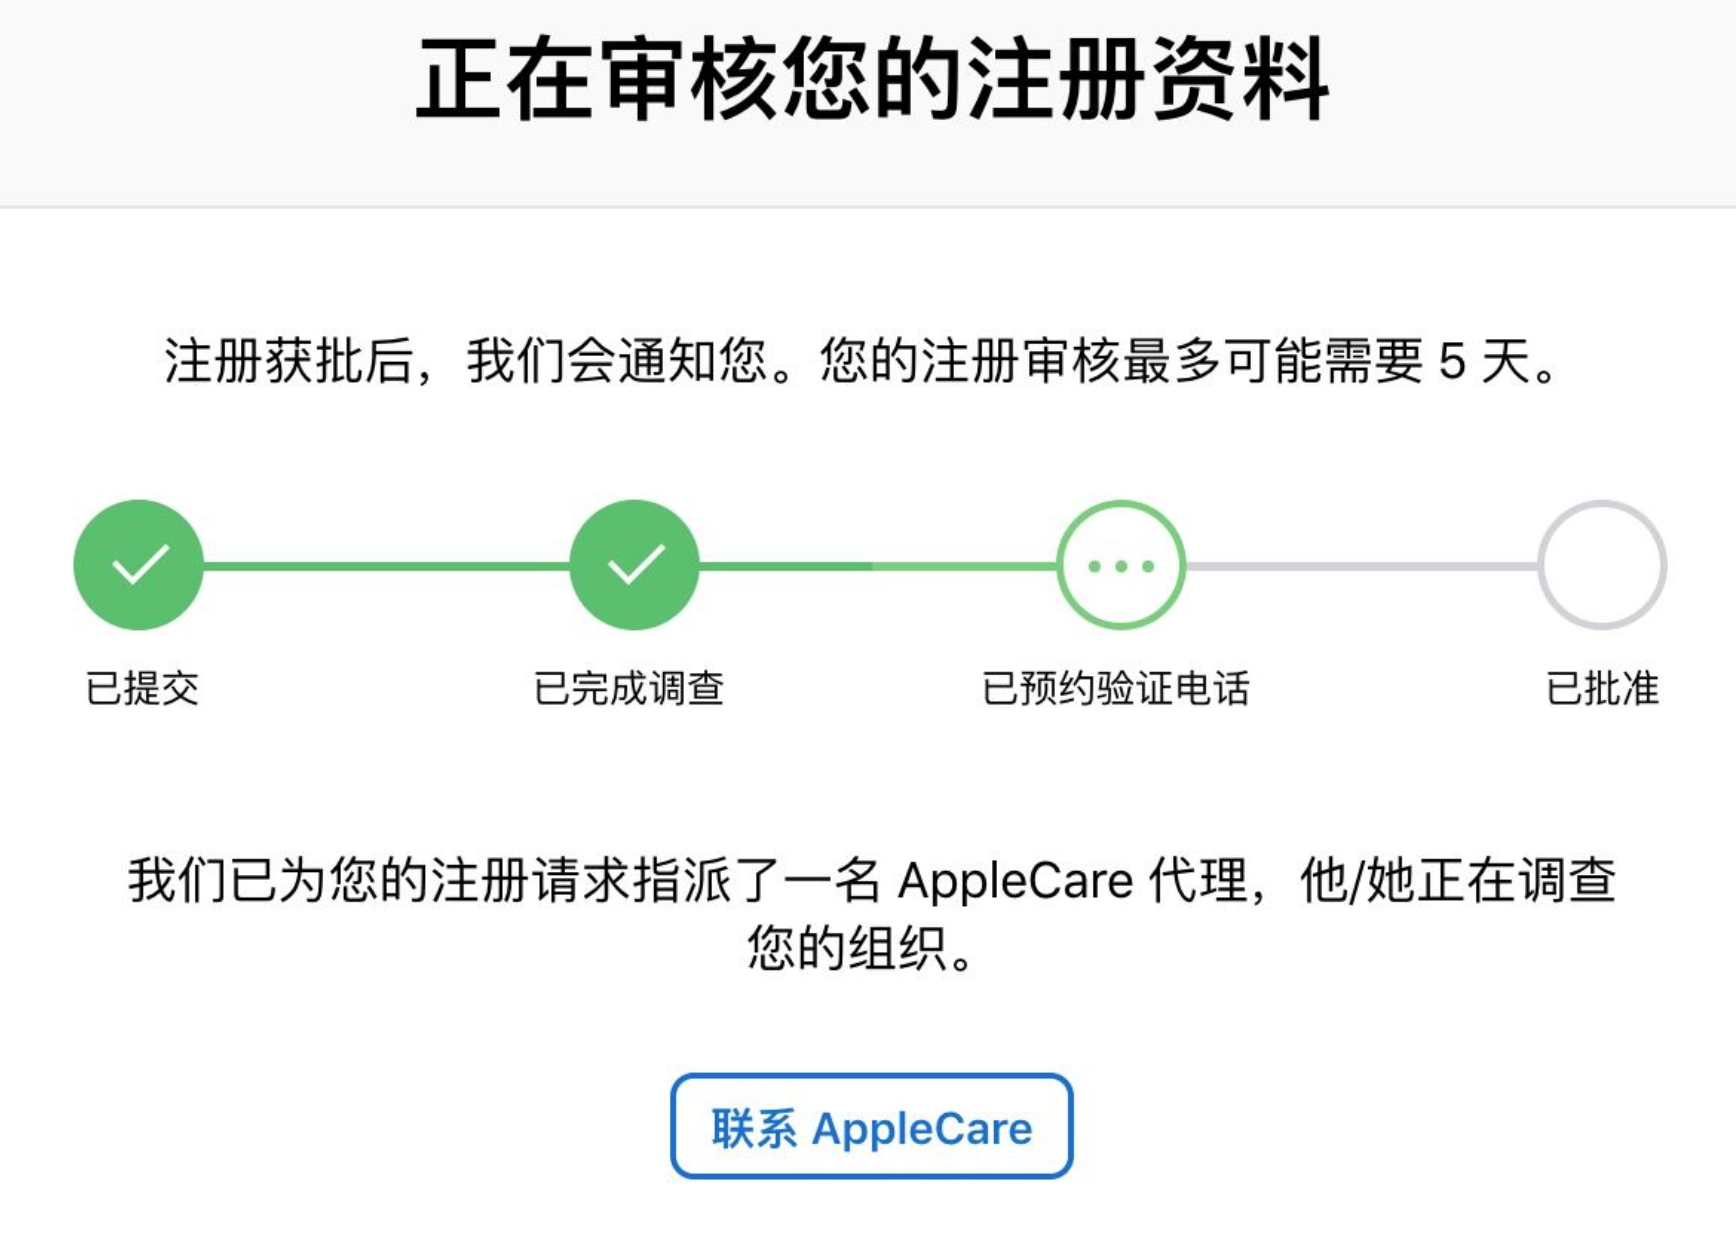 正在审核您的注册资料
注册获批后，我们会通知您。您的注册审核最多可能需要 5 天。
已提交
已完成调查
已预约验证电话
已批准
我们已为您的注册请求指派了一名 AppleCare 代理，他/她正在调查
您的组织。
联系 AppleCare